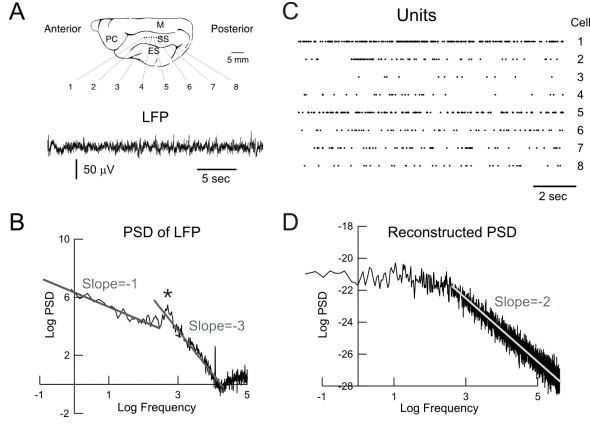 A
Anterior
Posterior
M
PC
SS
ES
5 mm
1 2 3 4 5 6 7 8
LFP
50 μV
5 sec
B
PSD of LFP
10
6
2
-2
Log PSD
Slope=-1
*
Slope=-3
-1 1 3 5
Log Frequency
C
Units
Cell
1
2
3
4
5
6
7
8
2 sec
D
Reconstructed PSD
-18
-20
-22
-24
-26
-28
Log PSD
Slope=-2
-1 1 3 5
Log Frequency